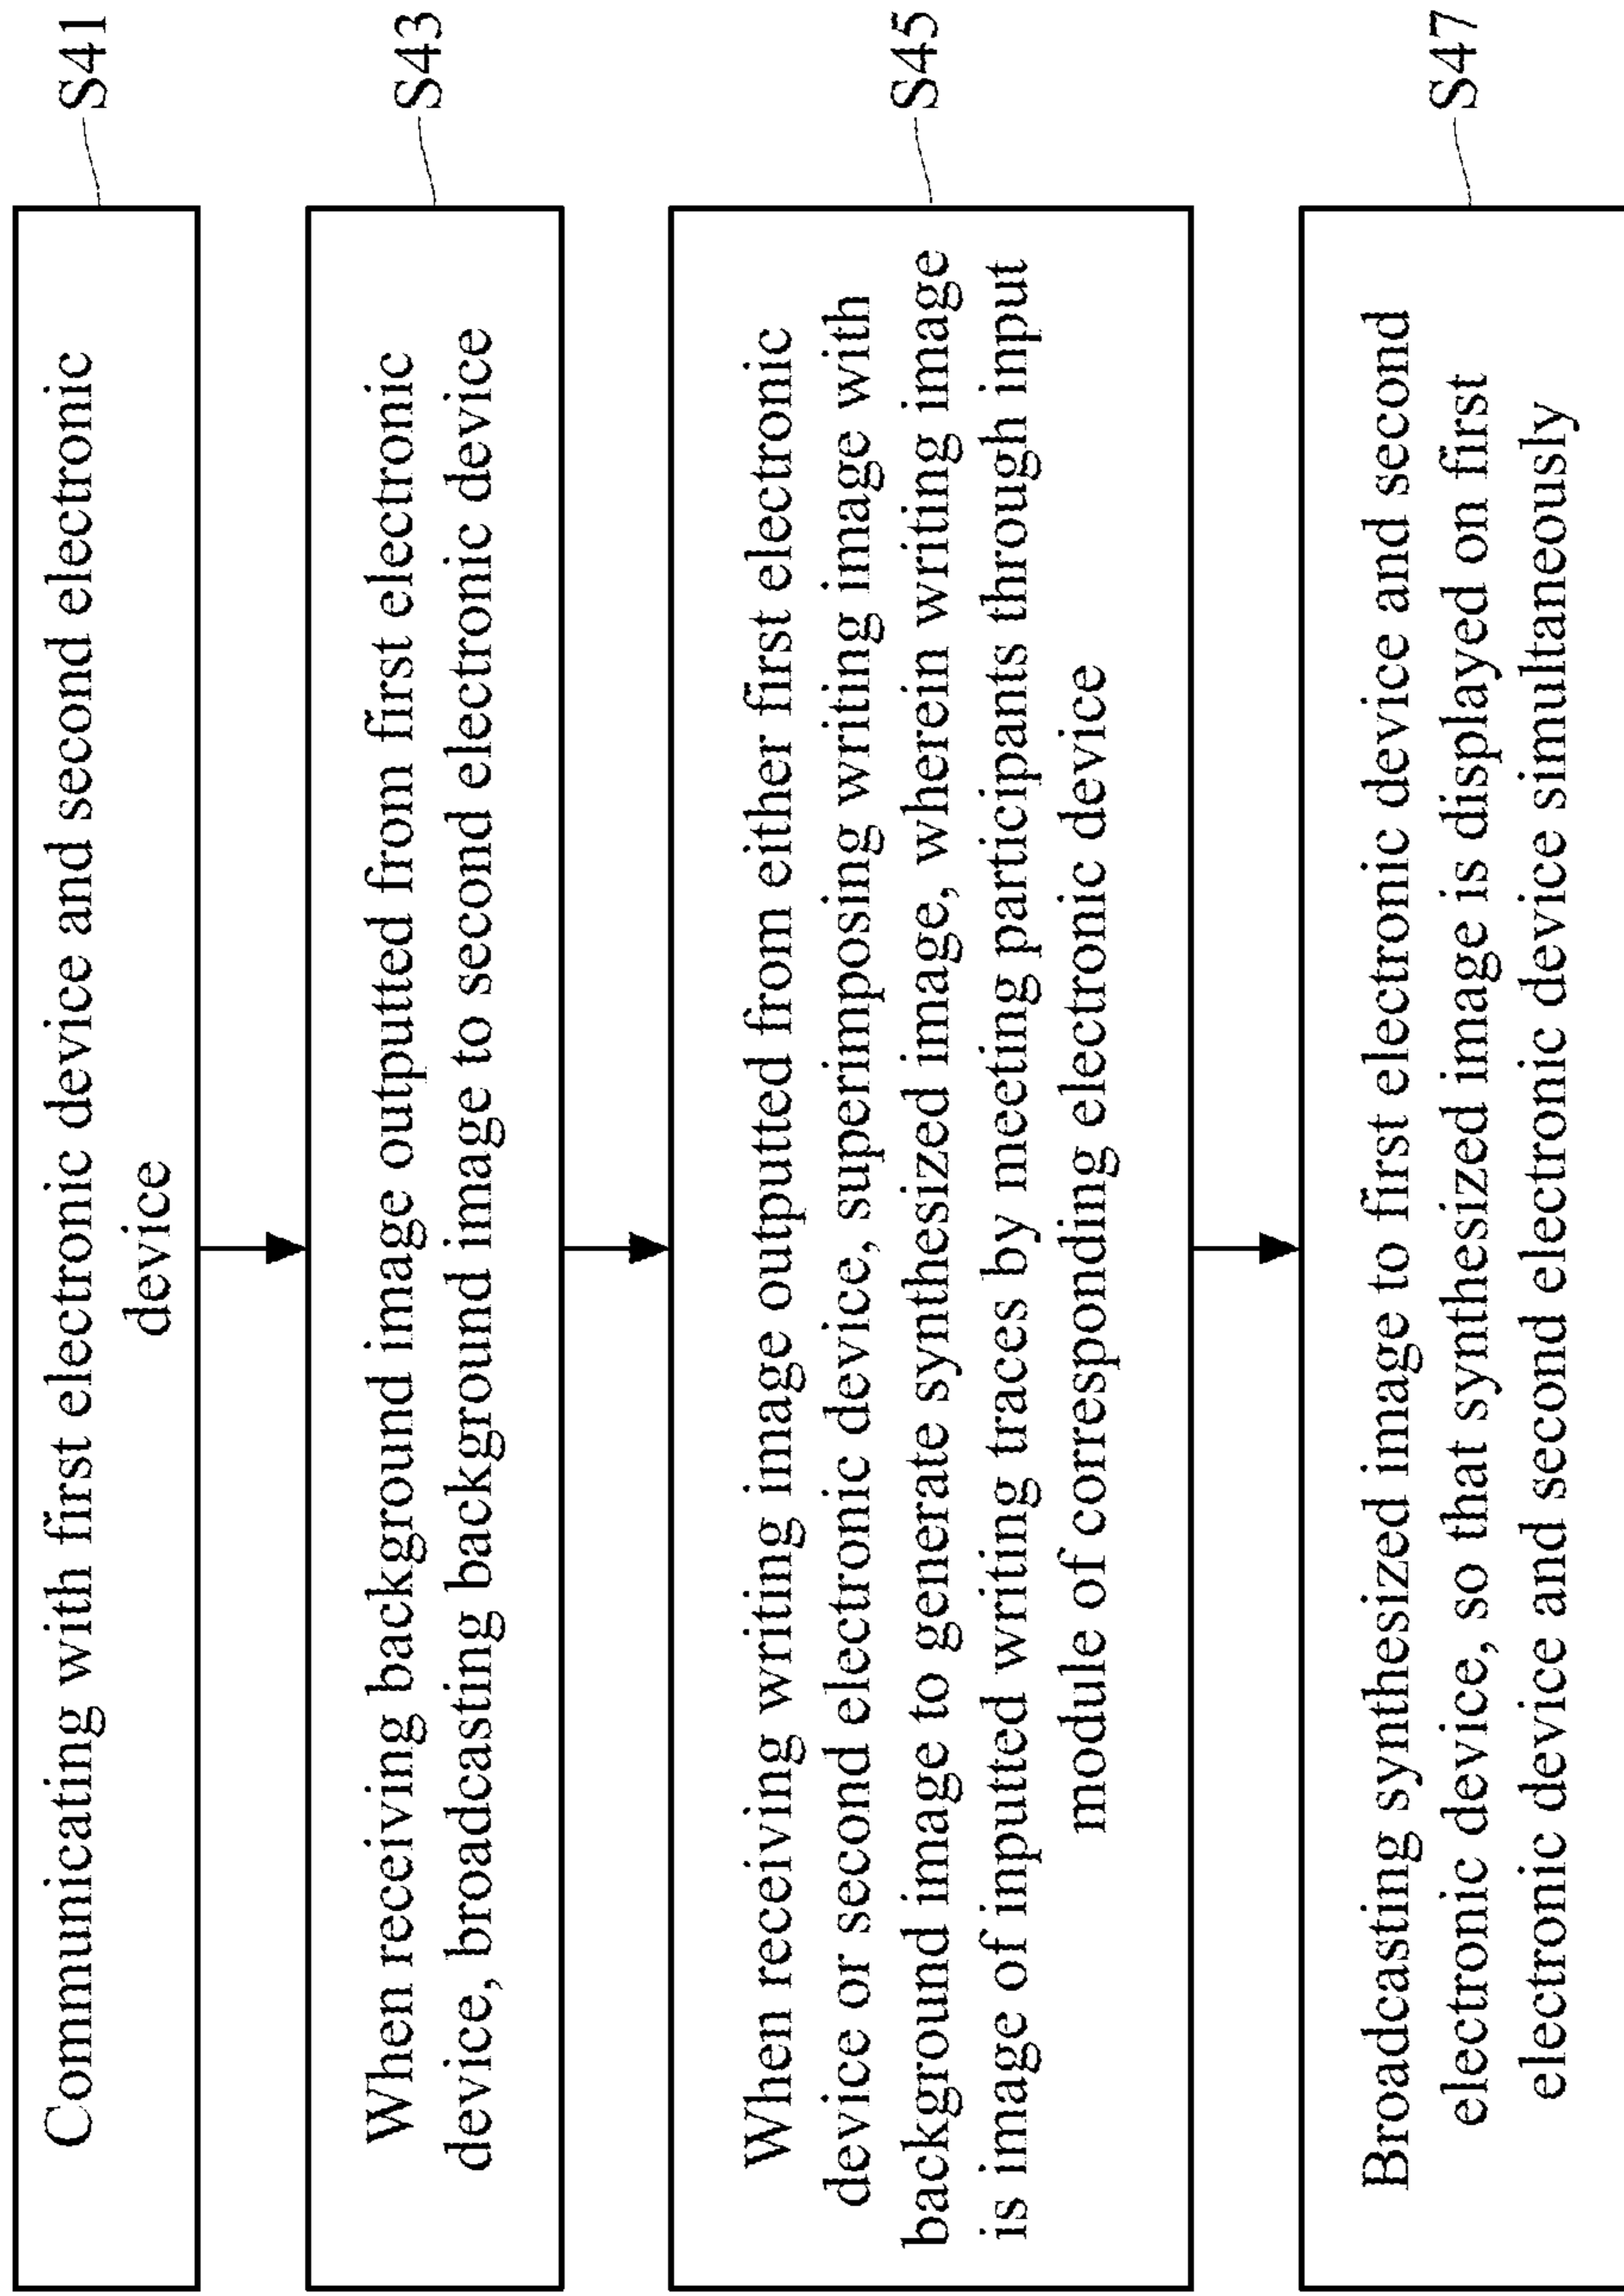 Communicating with first electronic device and second electronic
device
S41
When receiving background image outputted from first electronic
device, broadcasting background image to second electronic device
S43
When receiving writing image outputted from either first electronic
device or second electronic device, superimposing writing image with
background image to generate synthesized image, wherein writing image
is image of inputted writing traces by meeting participants through input
module of corresponding electronic device
S45
Broadcasting synthesized image to first electronic device and second
electronic device, so that synthesized image is displayed on first
electronic device and second electronic device simultaneously
S47